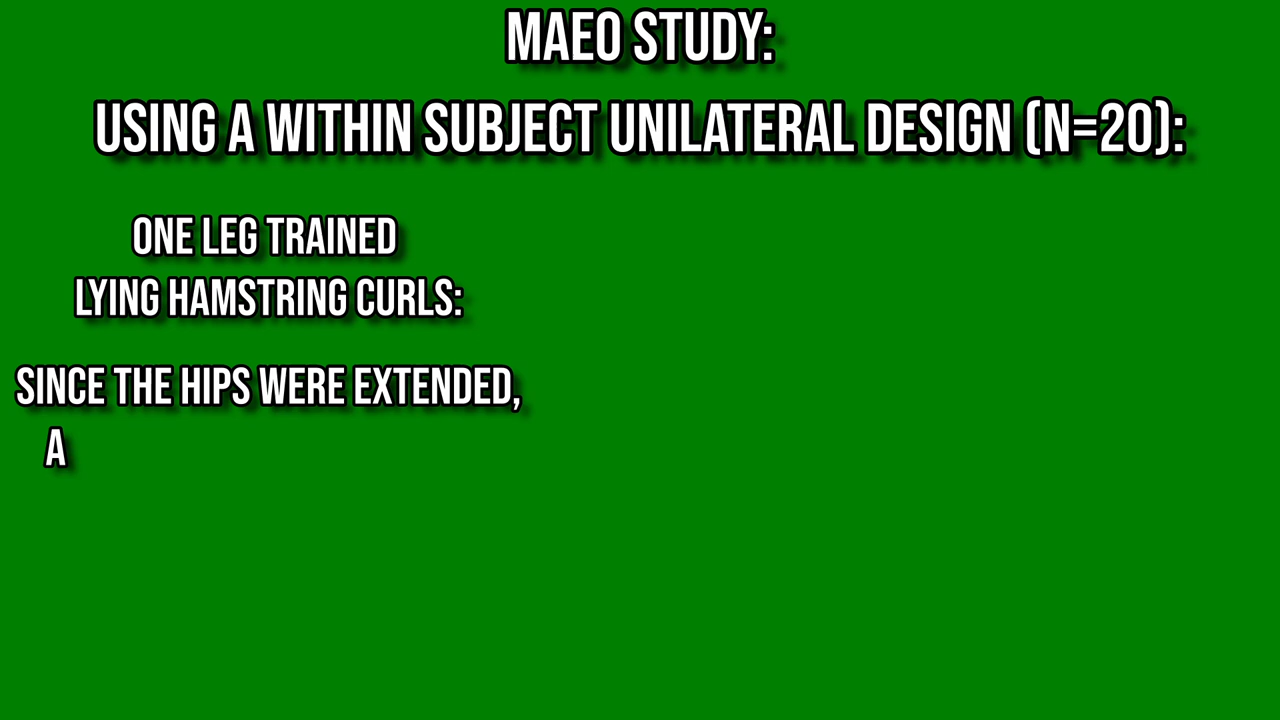 MAEO STUDY:
USING A WITHIN SUBJECT UNILATERAL DESIGN (N=20):
ONE LEG TRAINED
LYING HAMSTRING CURLS:
SINCE THE HIPS WERE EXTENDED,
A